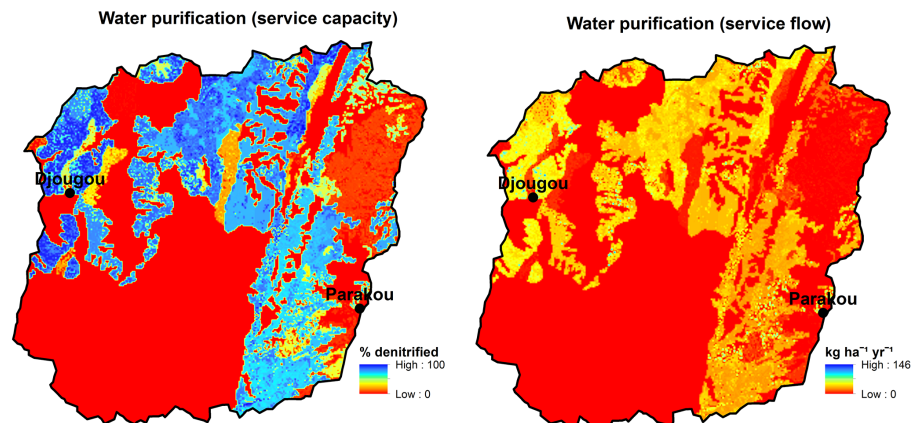 Water purification (service capacity)
Djougou
Parakou
% denitrified
High : 100
Low : 0
Water purification (service flow)
Djougou
Parakou
kg ha⁻¹ yr⁻¹
High : 146
Low : 0